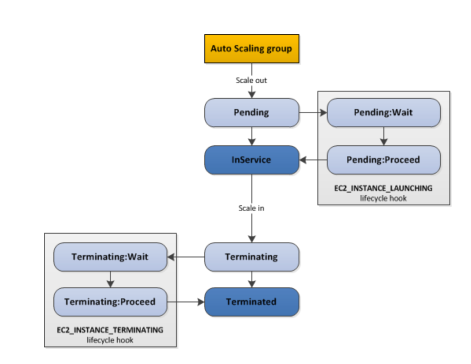 Auto Scaling group
Scale out
Pending
Pending:Wait
InService
Pending:Proceed
EC2_INSTANCE_LAUNCHING
lifecycle hook
Scale in
Terminating:Wait
Terminating
Terminating:Proceed
Terminated
EC2_INSTANCE_TERMINATING
lifecycle hook